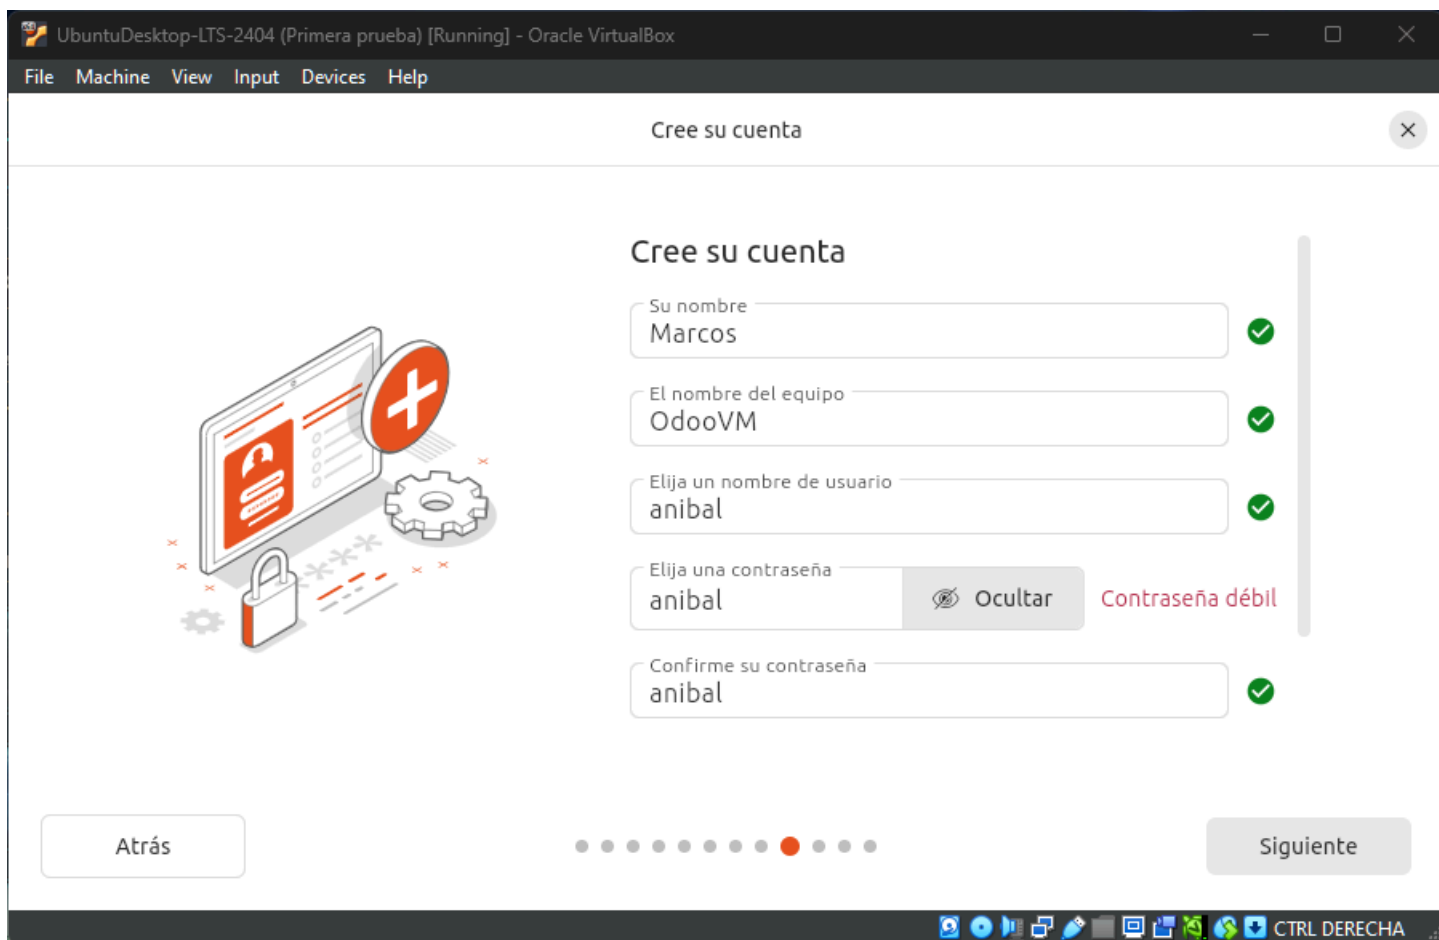 UbuntuDesktop-LTS-2404 (Primera prueba) [Running] - Oracle VirtualBox
File Machine View Input Devices Help
Cree su cuenta
Cree su cuenta
Su nombre
Marcos
El nombre del equipo
OdooVM
Elija un nombre de usuario
anibal
Elija una contraseña
anibal Ocultar Contraseña débil
Confirme su contraseña
anibal
Atrás Siguiente
CTRL DERECHA